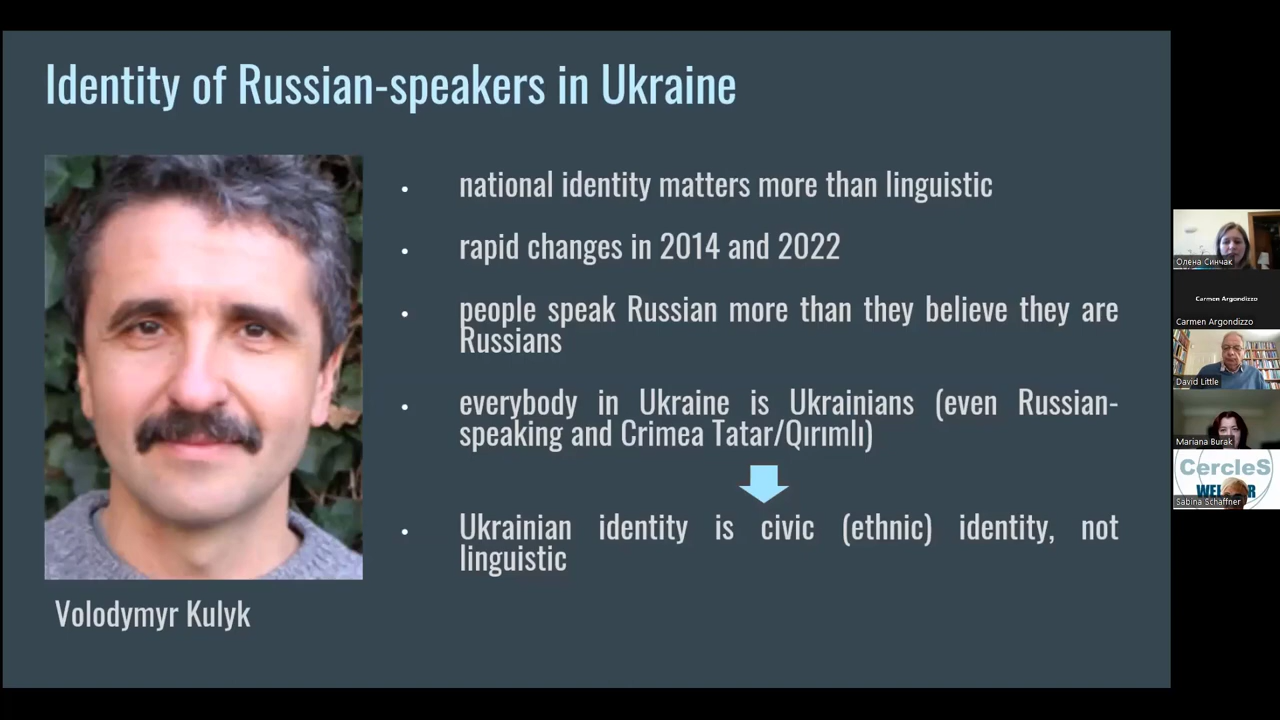 Identity of Russian-speakers in Ukraine
• national identity matters more than linguistic
• rapid changes in 2014 and 2022
• people speak Russian more than they believe they are
Russians
• everybody in Ukraine is Ukrainians (even Russian-
speaking and Crimea Tatar/Qırımlı)
• Ukrainian identity is civic (ethnic) identity, not
linguistic
Volodymyr Kulyk
Олена Синчак
Carmen Argondizzo
Carmen Argondizzo
David Little
Mariana Burak
CercleS
Sabina Schaffner